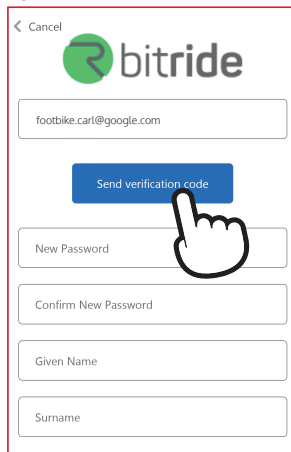 Cancel
bitride
footbike.carl@google.com
Send verification code
New Password
Confirm New Password
Given Name
Surname